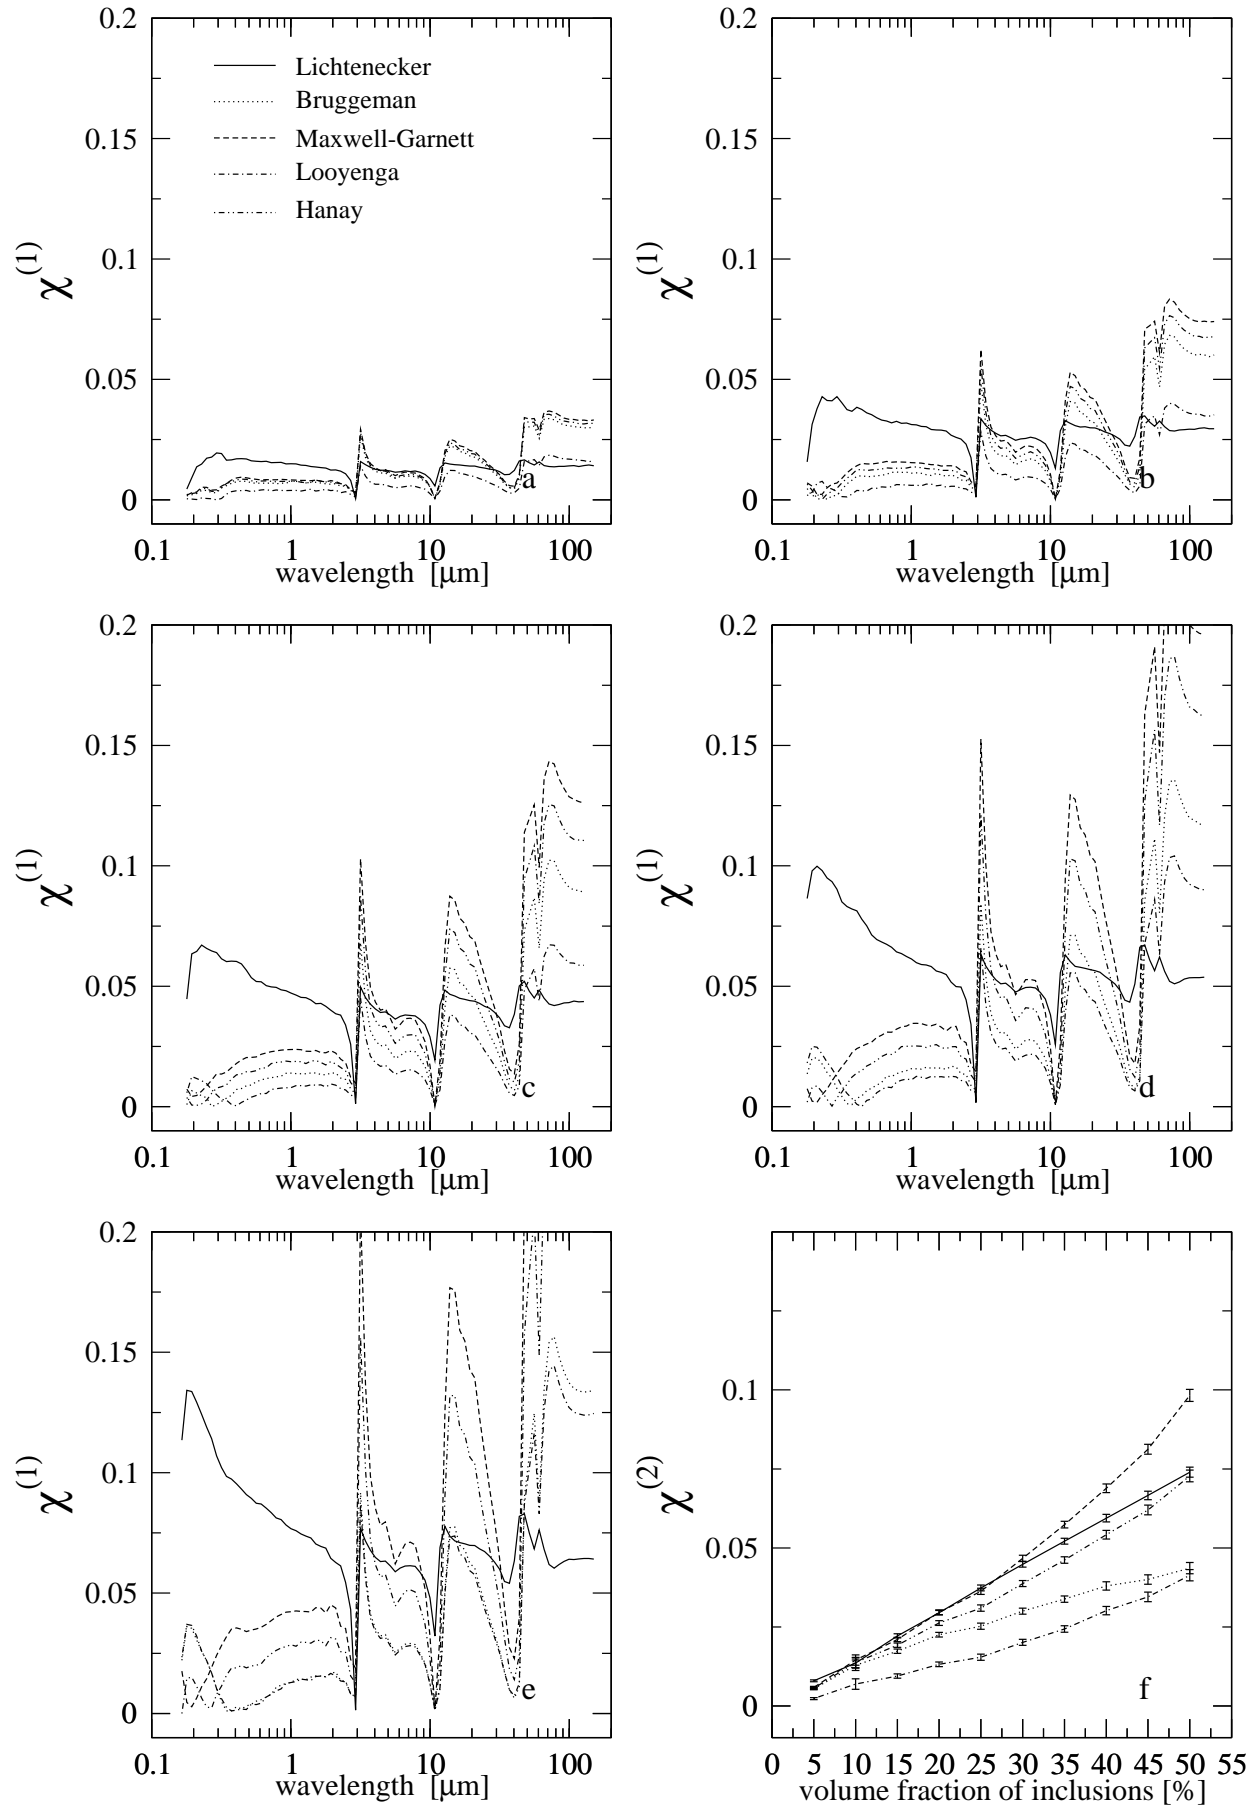 0.2
0.15
0.1
0.05
0
χ(1)
Lichtenecker
Bruggeman
Maxwell-Garnett
Looyenga
Hanay
a
0.1 1 10 100
wavelength [μm]
0.2
0.15
0.1
0.05
0
χ(1)
b
0.1 1 10 100
wavelength [μm]
0.2
0.15
0.1
0.05
0
χ(1)
c
0.1 1 10 100
wavelength [μm]
0.2
0.15
0.1
0.05
0
χ(1)
d
0.1 1 10 100
wavelength [μm]
0.2
0.15
0.1
0.05
0
χ(1)
e
0.1 1 10 100
wavelength [μm]
0.1
0.05
0
χ(2)
f
0 5 10 15 20 25 30 35 40 45 50 55
volume fraction of inclusions [%]